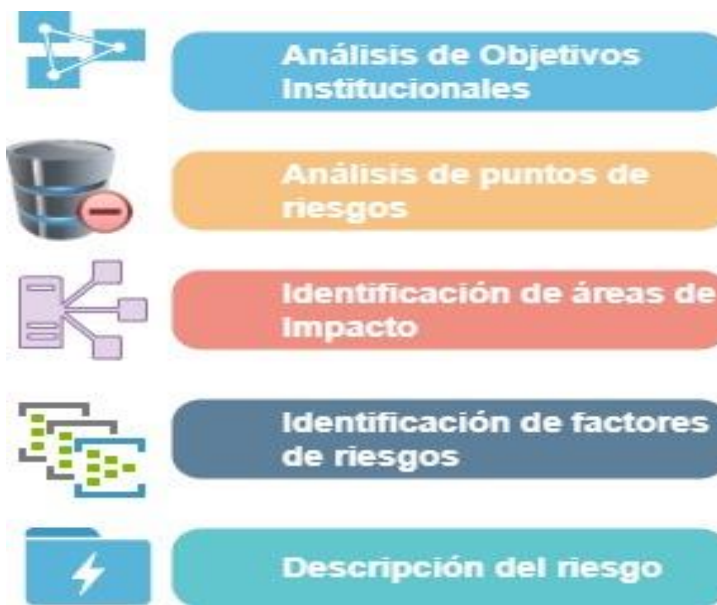 Análisis de Objetivos
Institucionales
Análisis de puntos de
riesgos
Identificación de áreas de
Impacto
Identificación de factores
de riesgos
Descripción del riesgo